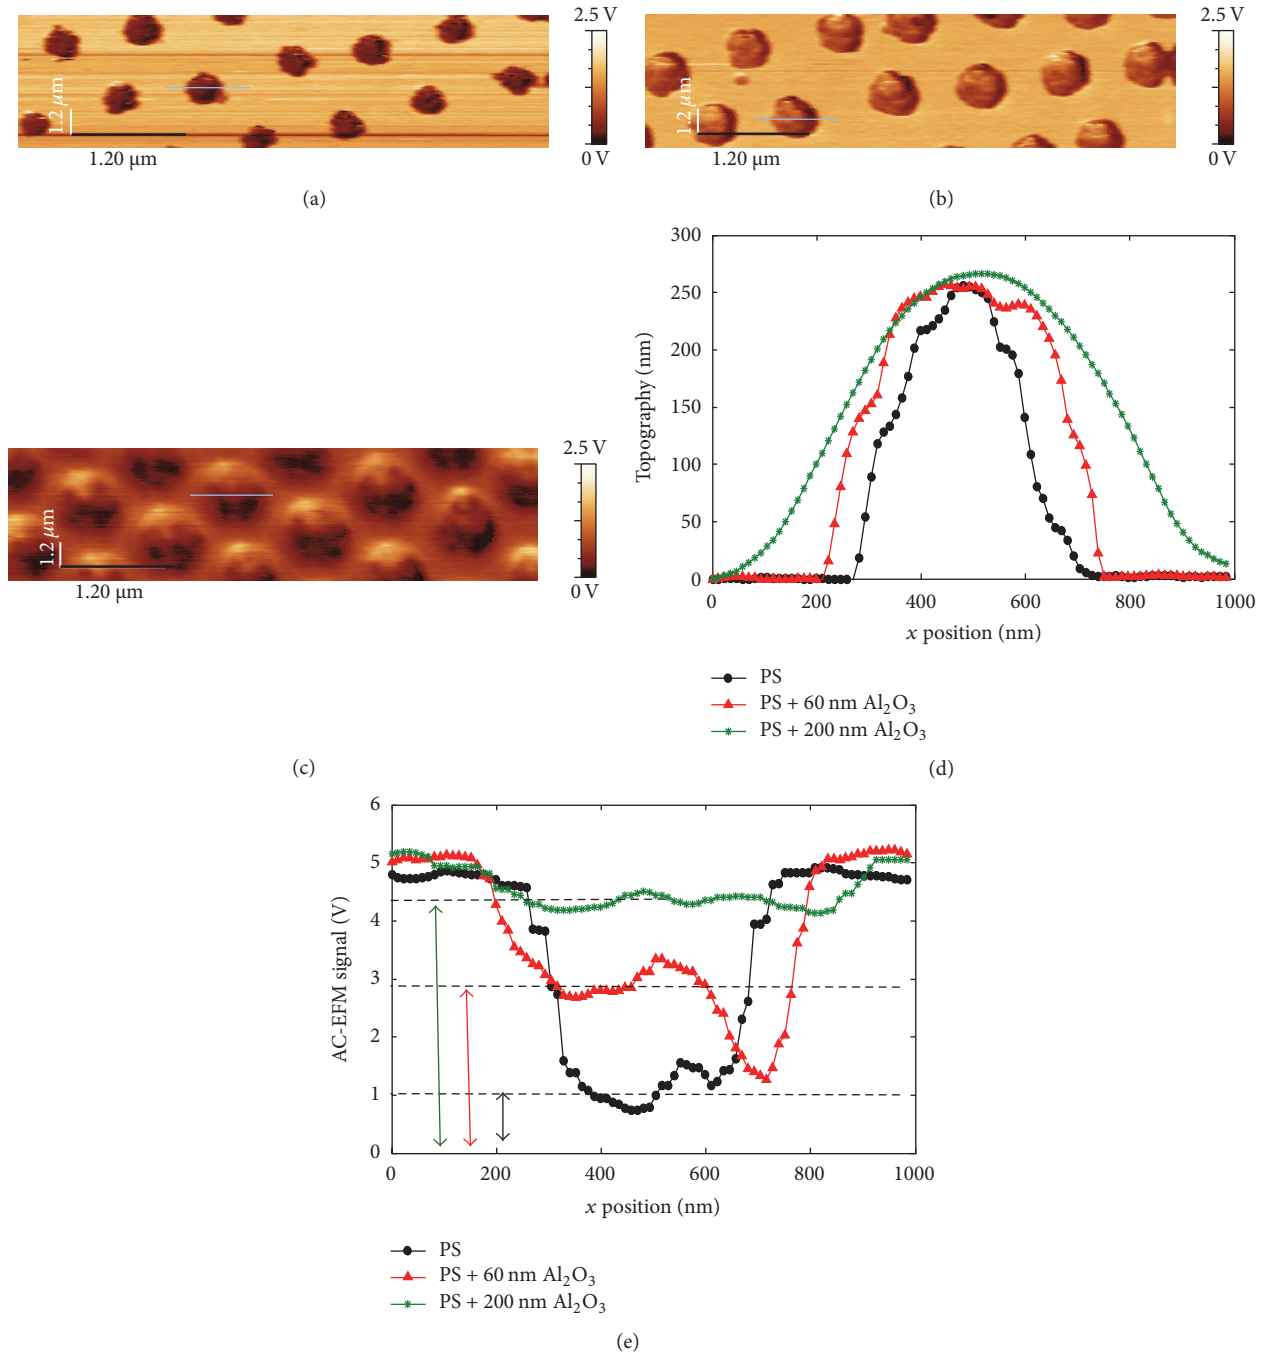 2.5 V
1.2 μm
1.20 μm
0 V
(a)
2.5 V
1.2 μm
1.20 μm
0 V
(b)
2.5 V
1.2 μm
1.20 μm
0 V
(c)
300
250
200
150
100
50
0
Topography (nm)
0 200 400 600 800 1000
x position (nm)
PS
PS + 60 nm Al₂O₃
PS + 200 nm Al₂O₃
(d)
6
5
4
3
2
1
0
AC-EFM signal (V)
0 200 400 600 800 1000
x position (nm)
PS
PS + 60 nm Al₂O₃
PS + 200 nm Al₂O₃
(e)